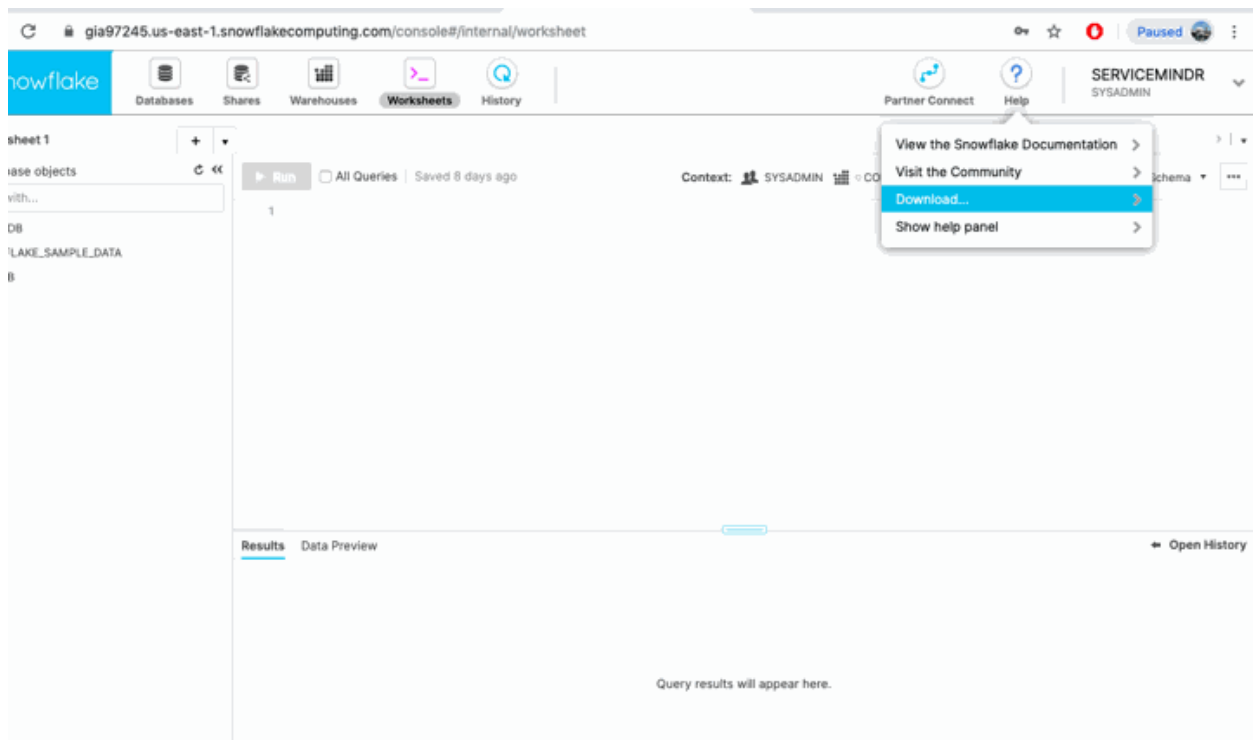 gia97245.us-east-1.snowflakecomputing.com/console#/internal/worksheet
Paused
nowflake
Databases
Shares
Warehouses
Worksheets
History
Partner Connect
Help
SERVICEMINDR
SYSADMIN
sheet 1
base objects
with...
DB
FLAKE_SAMPLE_DATA
B
Run
All Queries
Saved 8 days ago
Context:
SYSADMIN
CO
Schema
View the Snowflake Documentation
Visit the Community
Download...
Show help panel
1
Results
Data Preview
Open History
Query results will appear here.